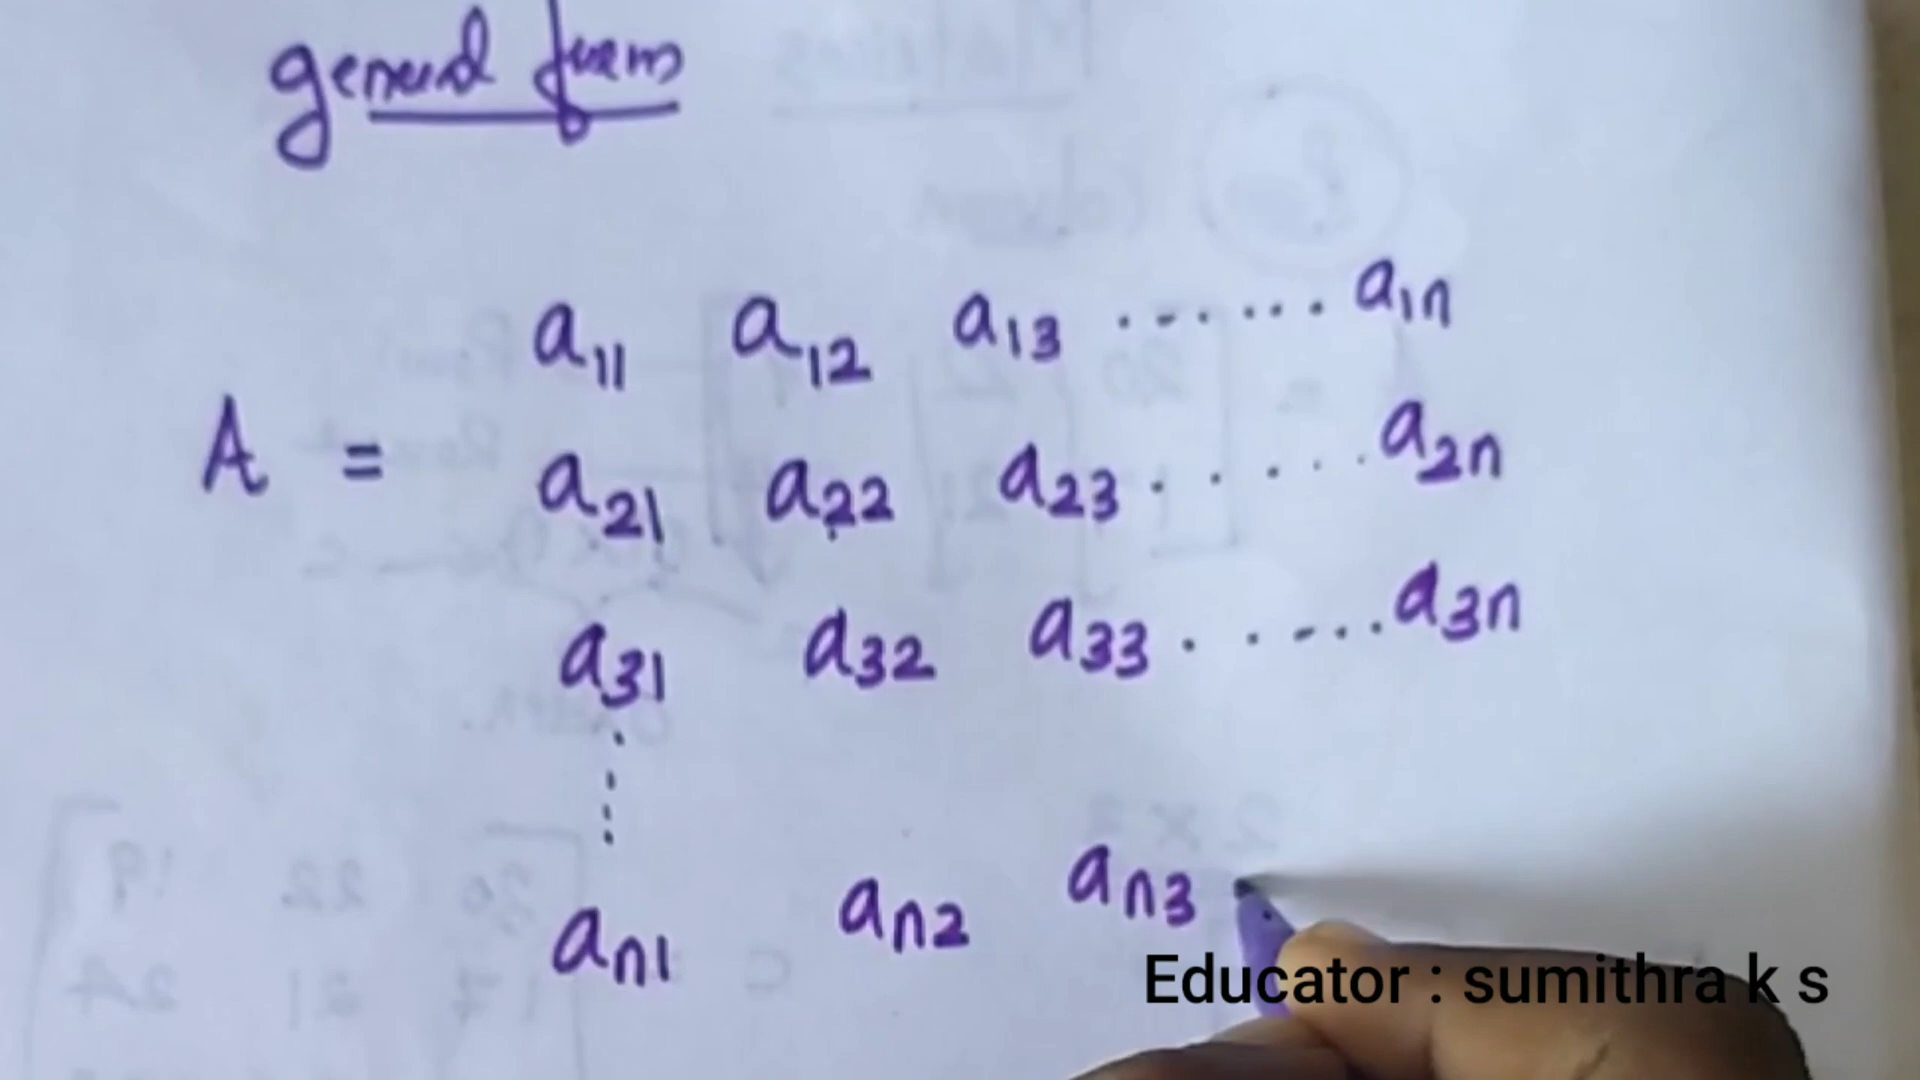 general form
a11 a12 a13 ....... a1n
A = a21 a22 a23 ..... a2n
a31 a32 a33 ...... a3n
an1 an2 an3
Educator : sumithra k s